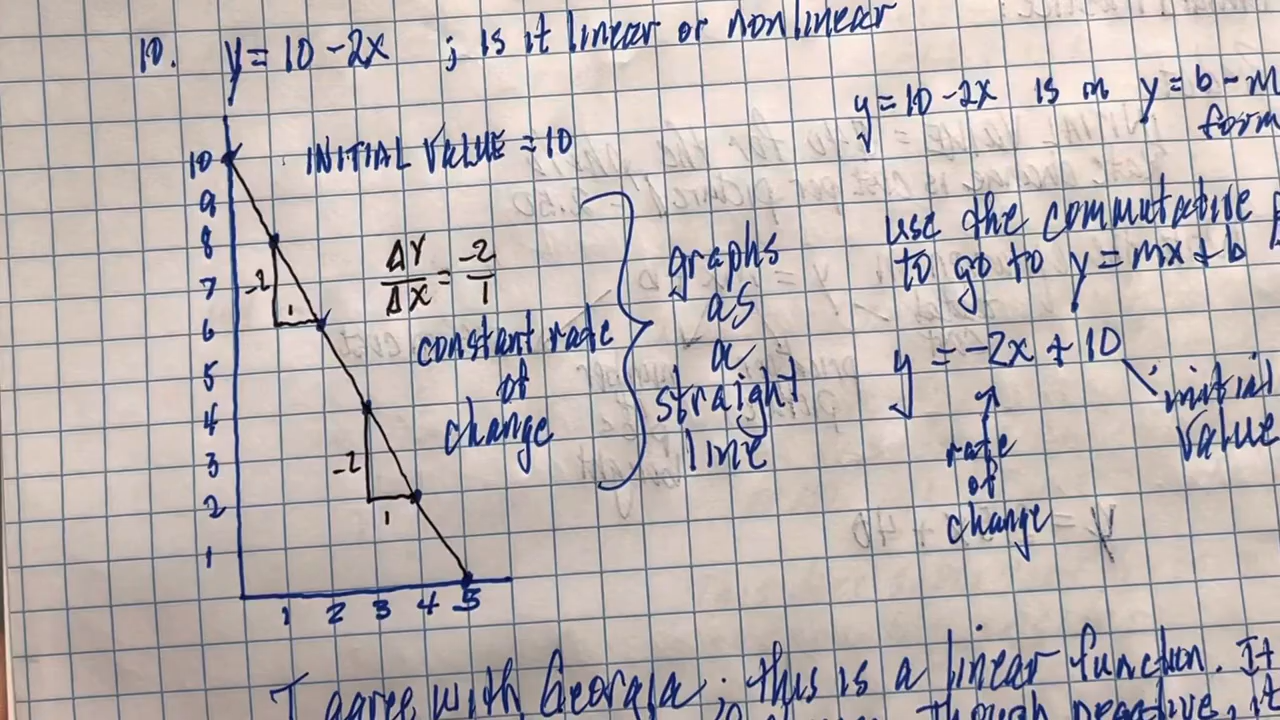 10. y = 10 - 2x ; is it linear or nonlinear
y = 10 - 2x is in y = b - m
form
INITIAL VALUE = 10
10
9
8
7
6
5
4
3
2
1
-2
1
ΔY/ΔX = -2/1
constant rate
of
change
-2
1
graphs
as
a
straight
line
use the commutative
to go to y = mx + b
y = -2x + 10
initial
value
rate
of
change
1 2 3 4 5
I agree with Georgia; this is a linear function. It
though negative, it